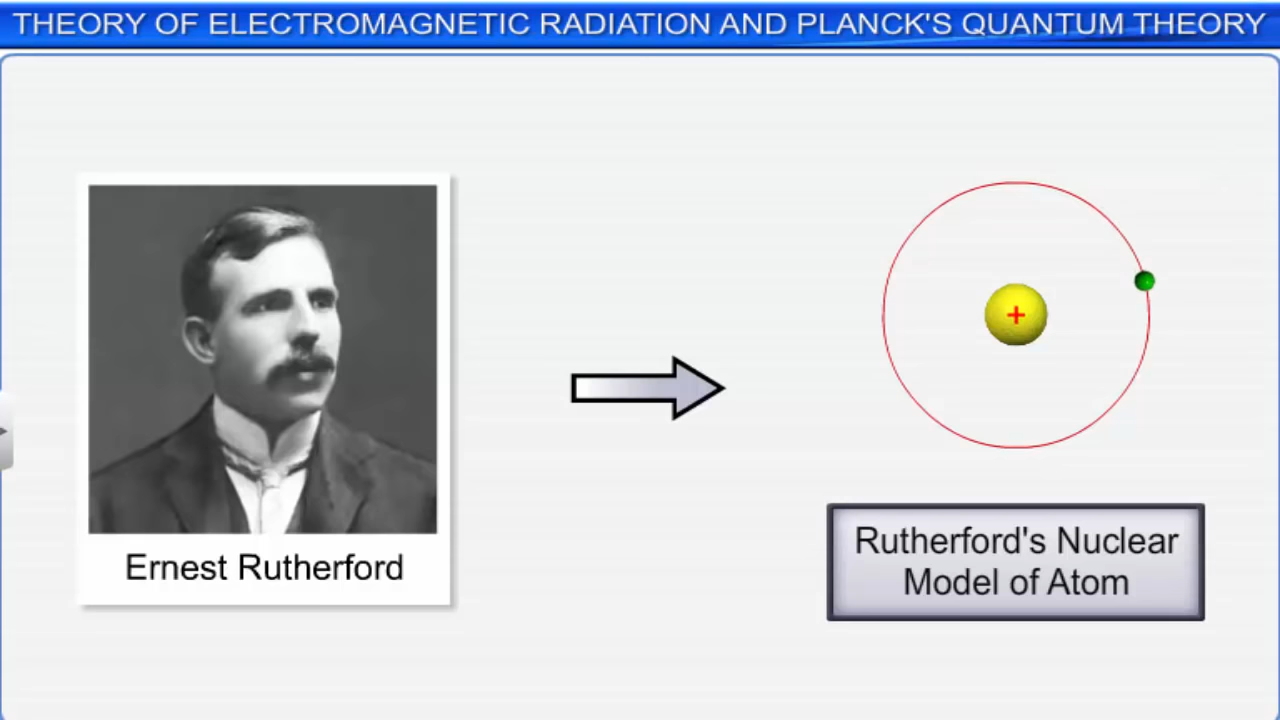 THEORY OF ELECTROMAGNETIC RADIATION AND PLANCK'S QUANTUM THEORY
+
Ernest Rutherford
Rutherford's Nuclear
Model of Atom